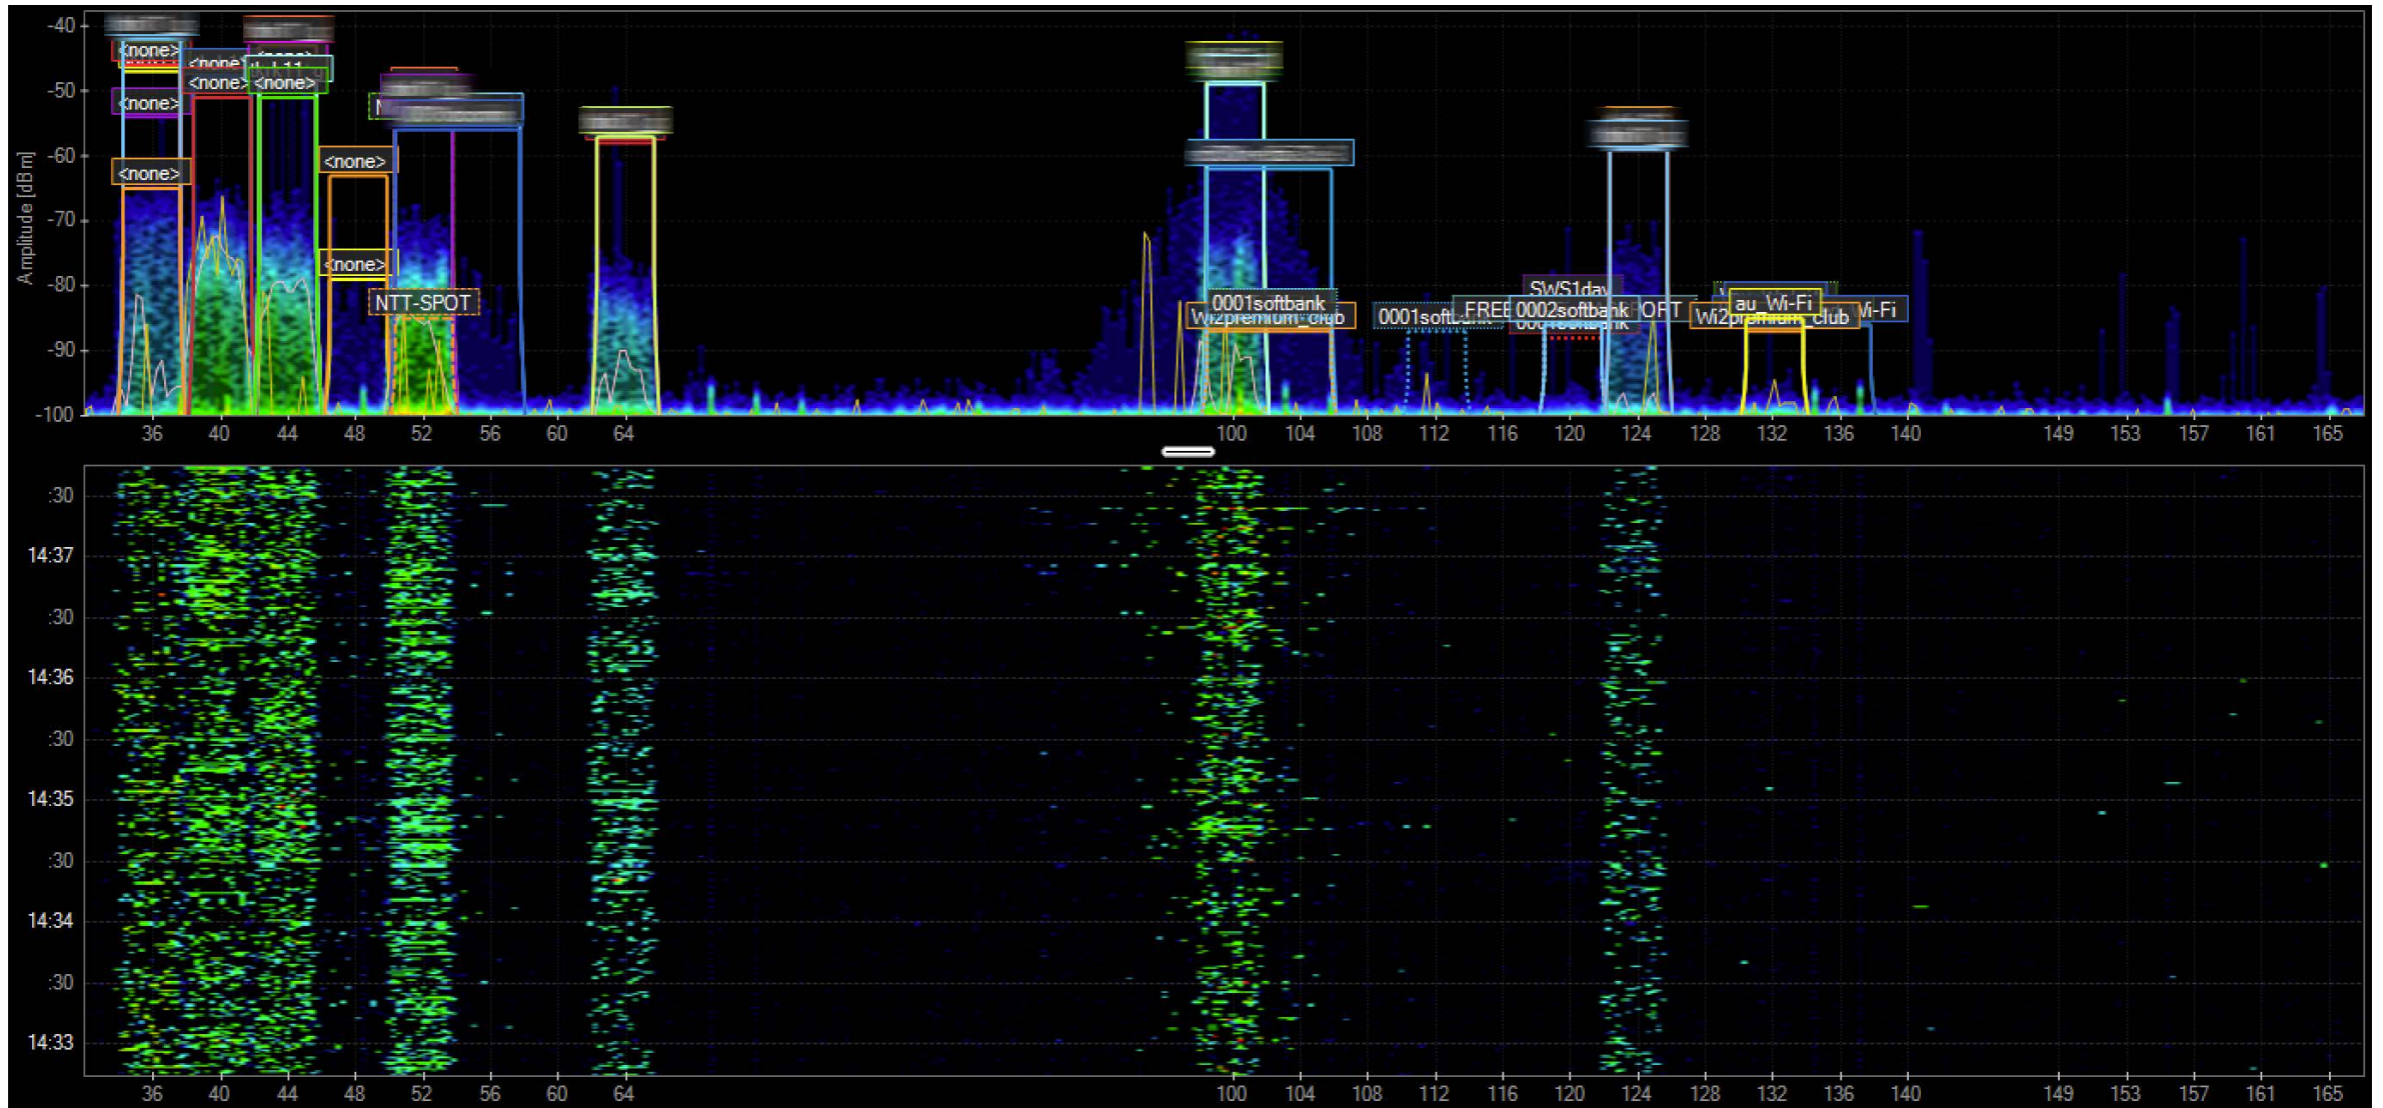 -40
-50
-60
-70
-80
-90
-100
Amplitude [dBm]
<none>
<none>
<none>
<none>
<none>
<none>
<none>
<none>
NTT-SPOT
0001softbank
Wi2premium_club
SWS1day
FREE
0002softbank
au_Wi-Fi
Wi2premium_club
Wi-Fi
36 40 44 48 52 56 60 64 100 104 108 112 116 120 124 128 132 136 140 149 153 157 161 165
:30
14:37
:30
14:36
:30
14:35
:30
14:34
:30
14:33
36 40 44 48 52 56 60 64 100 104 108 112 116 120 124 128 132 136 140 149 153 157 161 165